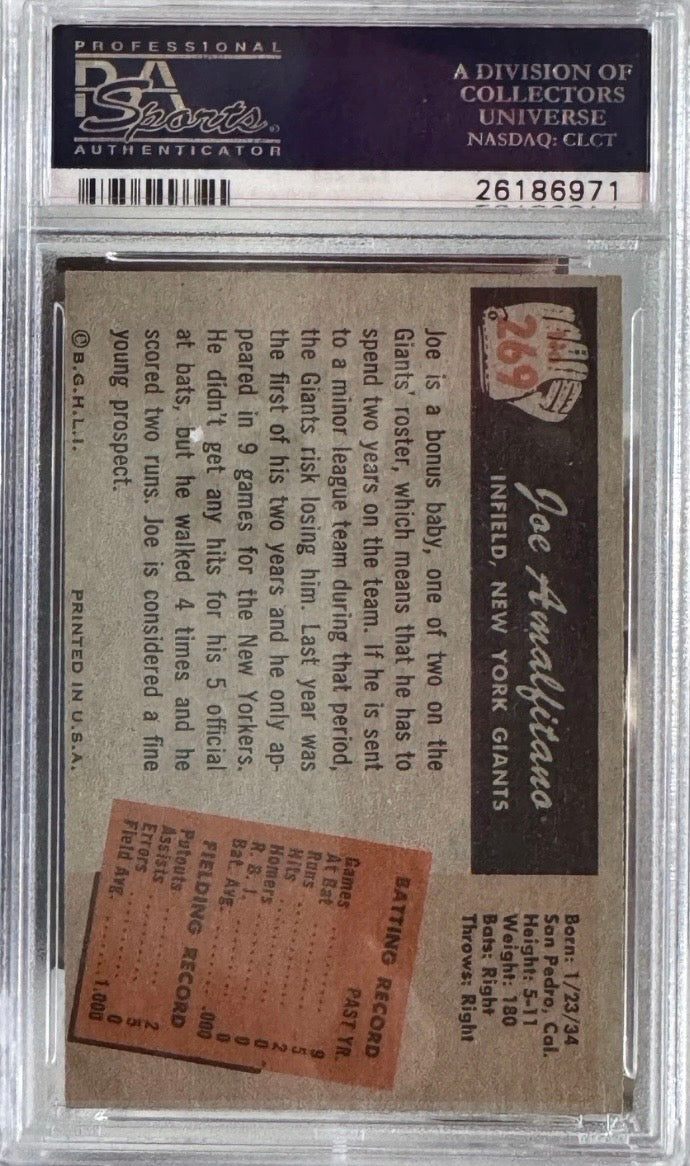 PROFESSIONAL
PSA
Sports
AUTHENTICATOR
A DIVISION OF
COLLECTORS
UNIVERSE
NASDAQ: CLCT
26186971
269
Joe Amalfitano
INFIELD, NEW YORK GIANTS
Born: 1/23/34
San Pedro, Cal.
Height: 5-11
Weight: 180
Bats: Right
Throws: Right
Joe is a bonus baby, one of two on the
Giants' roster, which means that he has to
spend two years on the team. If he is sent
to a minor league team during that period,
the Giants risk losing him. Last year was
the first of his two years and he only ap-
peared in 9 games for the New Yorkers.
He didn't get any hits for his 5 official
at bats, but he walked 4 times and he
scored two runs. Joe is considered a fine
young prospect.
BATTING RECORD
PAST YR.
Games 9
At Bat 5
Runs 2
Hits 0
Homers 0
R. B. I. 0
Bat. Avg. .000
FIELDING RECORD
Putouts 2
Assists 5
Errors 0
Field Avg. 1.000
© B.G.H.L.I.
PRINTED IN U.S.A.